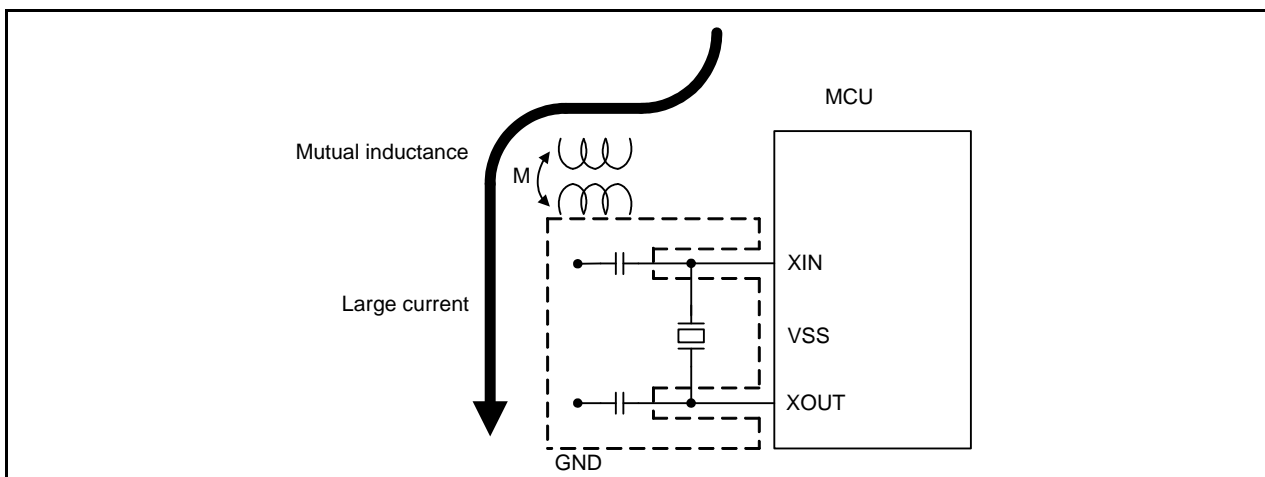 MCU
Mutual inductance
M
XIN
Large current
VSS
XOUT
GND